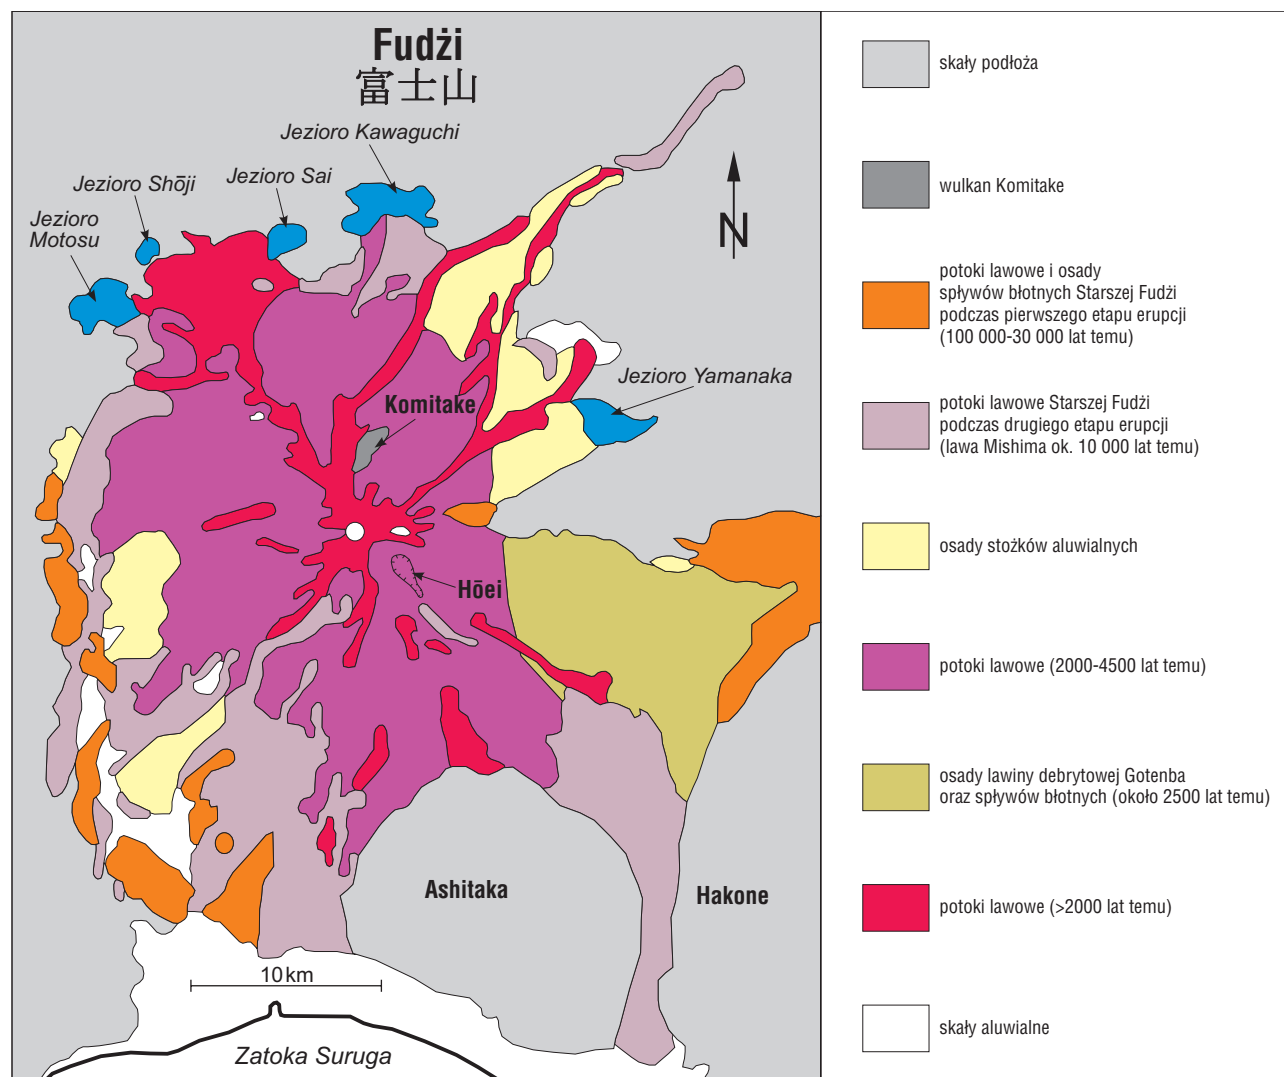 Fudżi
富士山
Jezioro Kawaguchi
Jezioro Sai
Jezioro Shōji
Jezioro
Motosu
N
Jezioro Yamanaka
Komitake
Hōei
Ashitaka
Hakone
10 km
Zatoka Suruga
skały podłoża
wulkan Komitake
potoki lawowe i osady
spływów błotnych Starszej Fudżi
podczas pierwszego etapu erupcji
(100 000-30 000 lat temu)
potoki lawowe Starszej Fudżi
podczas drugiego etapu erupcji
(lawa Mishima ok. 10 000 lat temu)
osady stożków aluwialnych
potoki lawowe (2000-4500 lat temu)
osady lawiny debrytowej Gotenba
oraz spływów błotnych (około 2500 lat temu)
potoki lawowe (>2000 lat temu)
skały aluwialne